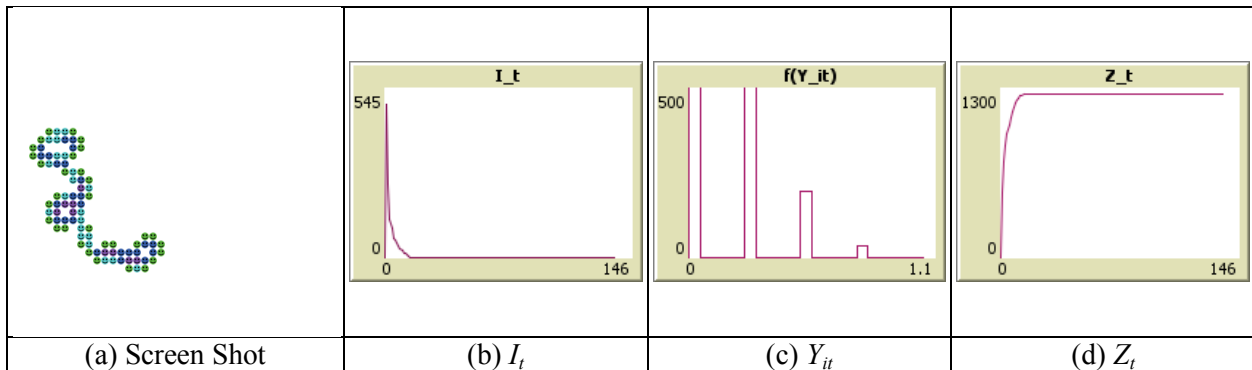 I_t
545
0
0
146
f(Y_it)
500
0
0
1.1
Z_t
1300
0
0
146
(a) Screen Shot
(b) I_t
(c) Y_it
(d) Z_t